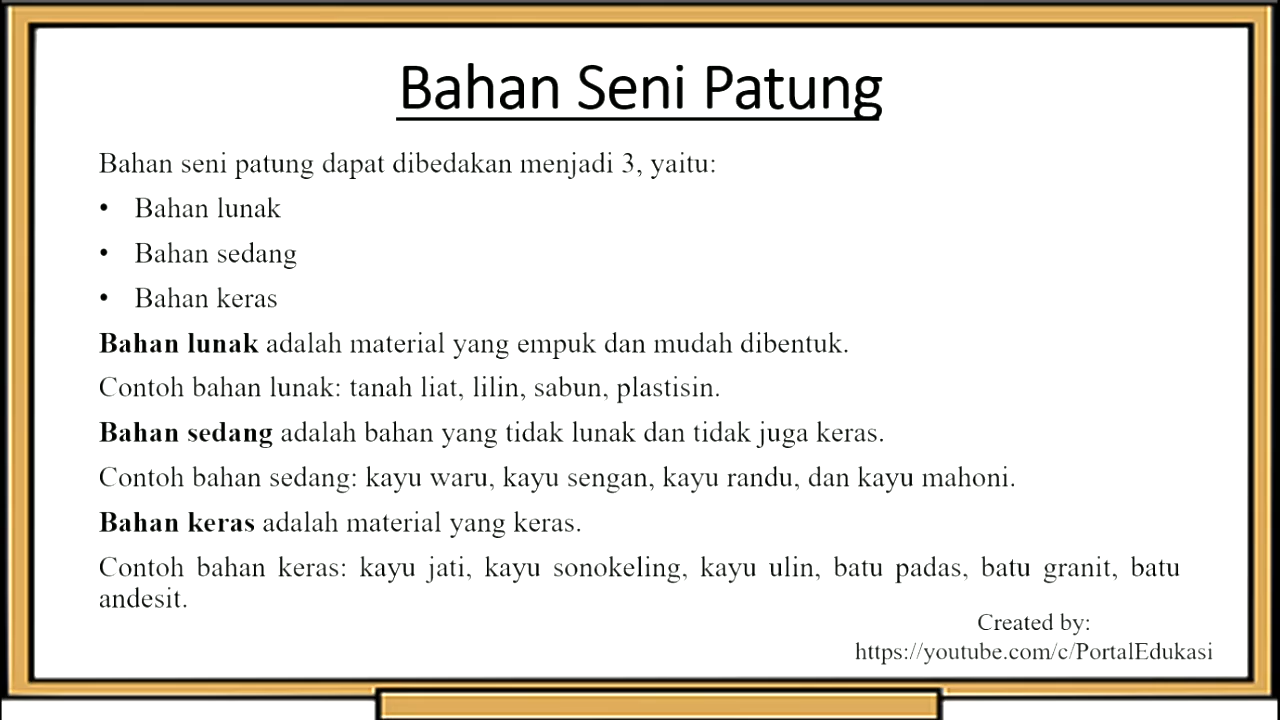 Bahan Seni Patung
Bahan seni patung dapat dibedakan menjadi 3, yaitu:
• Bahan lunak
• Bahan sedang
• Bahan keras
Bahan lunak adalah material yang empuk dan mudah dibentuk.
Contoh bahan lunak: tanah liat, lilin, sabun, plastisin.
Bahan sedang adalah bahan yang tidak lunak dan tidak juga keras.
Contoh bahan sedang: kayu waru, kayu sengan, kayu randu, dan kayu mahoni.
Bahan keras adalah material yang keras.
Contoh bahan keras: kayu jati, kayu sonokeling, kayu ulin, batu padas, batu granit, batu
andesit.
Created by:
https://youtube.com/c/PortalEdukasi